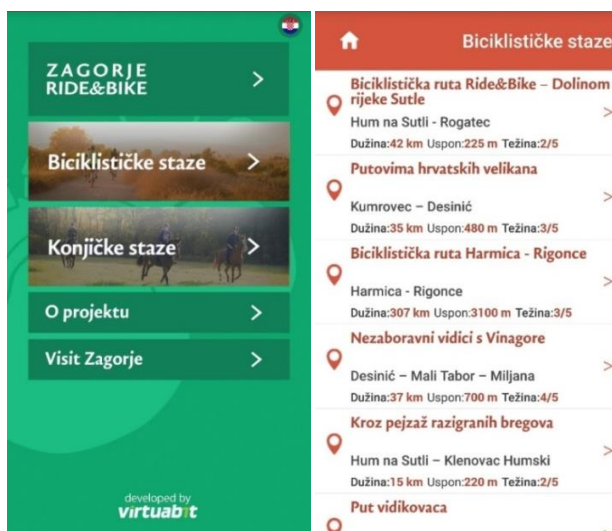 ZAGORJE
RIDE&BIKE
Biciklističke staze
Konjičke staze
O projektu
Visit Zagorje
developed by
virtuabit
Biciklističke staze
Biciklistička ruta Ride&Bike – Dolinom
rijeke Sutle
Hum na Sutli - Rogatec
Dužina:42 km Uspon:225 m Težina:2/5
Putovima hrvatskih velikana
Kumrovec – Desinić
Dužina:35 km Uspon:480 m Težina:3/5
Biciklistička ruta Harmica - Rigonce
Harmica - Rigonce
Dužina:307 km Uspon:3100 m Težina:3/5
Nezaboravni vidici s Vinagore
Desinić – Mali Tabor – Miljana
Dužina:37 km Uspon:700 m Težina:4/5
Kroz pejzaž razigranih bregova
Hum na Sutli – Klenovac Humski
Dužina:15 km Uspon:220 m Težina:2/5
Put vidikovaca